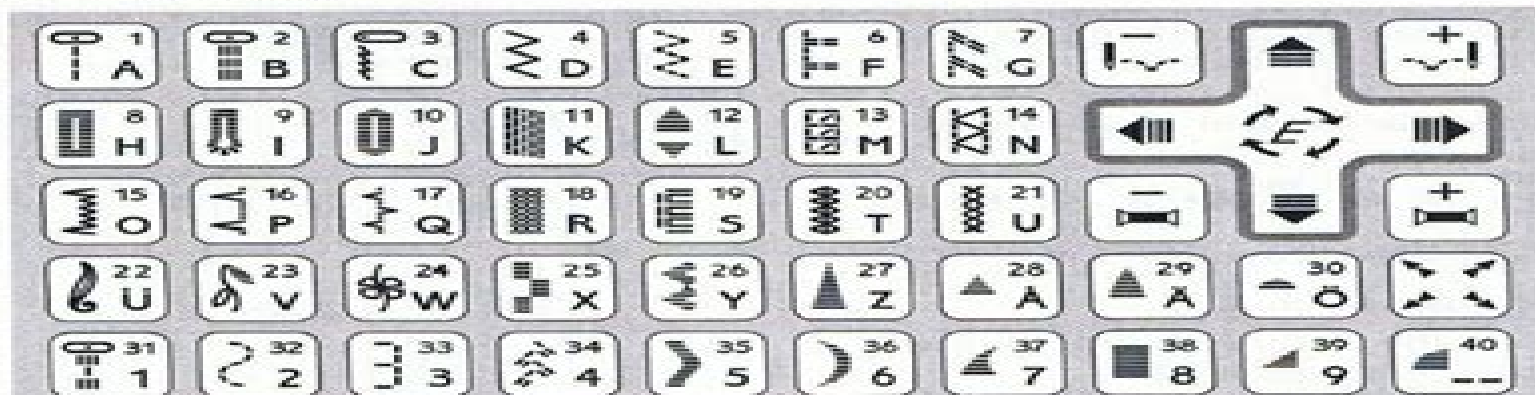 1 A 2 B 3 C 4 D 5 E 6 F 7 G − +
8 H 9 I 10 J 11 K 12 L 13 M 14 N E
15 O 16 P 17 Q 18 R 19 S 20 T 21 U − +
22 U 23 V 24 W 25 X 26 Y 27 Z 28 Å 29 Ä 30 Ö
31 1 32 2 33 3 34 4 35 5 36 6 37 7 38 8 39 9 40 _ _